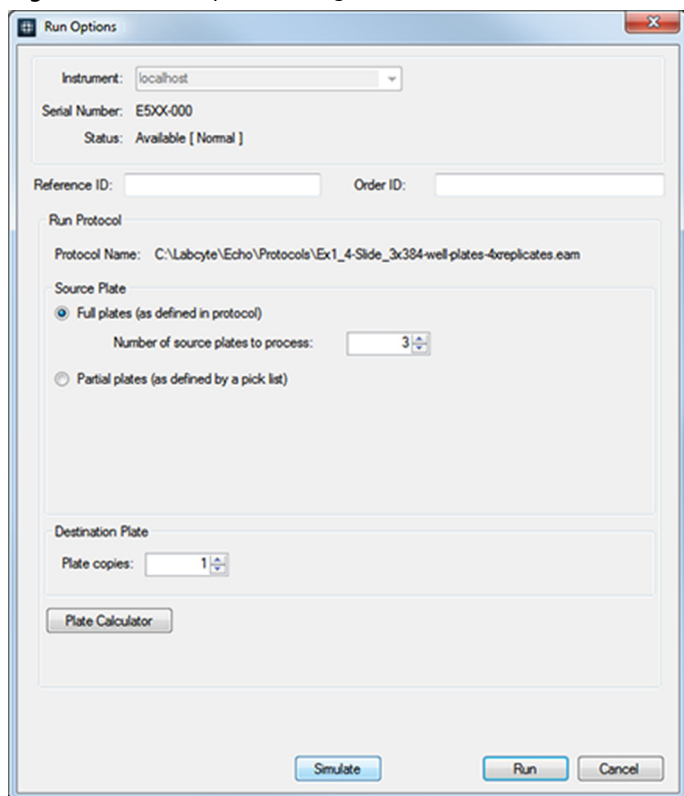 Run Options
Instrument: localhost
Serial Number: E5XX-000
Status: Available [ Normal ]
Reference ID: Order ID:
Run Protocol
Protocol Name: C:\Labcyte\Echo\Protocols\Ex1_4-Slide_3x384-well-plates-4xreplicates.eam
Source Plate
Full plates (as defined in protocol)
Number of source plates to process: 3
Partial plates (as defined by a pick list)
Destination Plate
Plate copies: 1
Plate Calculator
Simulate Run Cancel